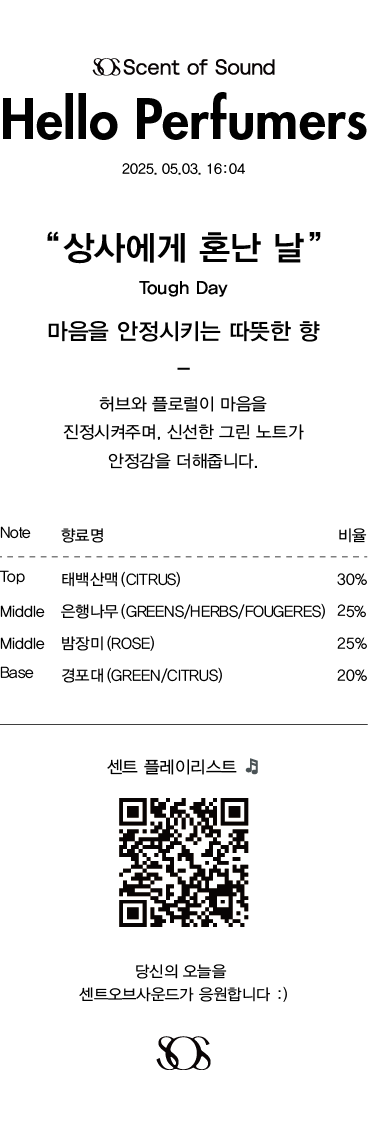 SOS Scent of Sound
Hello Perfumers
2025. 05.03. 16:04
“상사에게 혼난 날”
Tough Day
마음을 안정시키는 따뜻한 향
–
허브와 플로럴이 마음을
진정시켜주며, 신선한 그린 노트가
안정감을 더해줍니다.
Note 향료명 비율
Top 태백산맥(CITRUS) 30%
Middle 은행나무(GREENS/HERBS/FOUGERES) 25%
Middle 밤장미(ROSE) 25%
Base 경포대(GREEN/CITRUS) 20%
센트 플레이리스트 🎵
당신의 오늘을
센트오브사운드가 응원합니다 :)
SOS